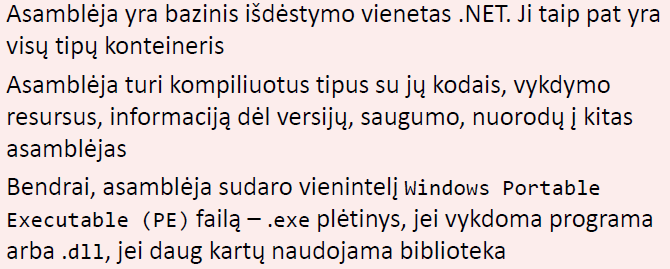 Asamblėja yra bazinis išdėstymo vienetas .NET. Ji taip pat yra
visų tipų konteineris
Asamblėja turi kompiliuotus tipus su jų kodais, vykdymo
resursus, informaciją dėl versijų, saugumo, nuorodų į kitas
asamblėjas
Bendrai, asamblėja sudaro vienintelį Windows Portable
Executable (PE) failą – .exe plėtinys, jei vykdoma programa
arba .dll, jei daug kartų naudojama biblioteka